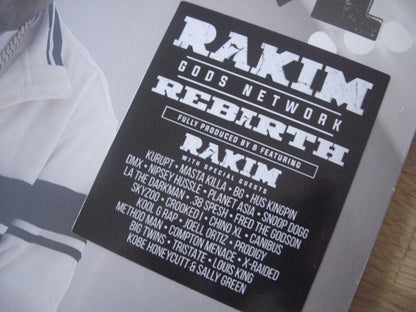 RAKIM
GODS NETWORK
REBIRTH
FULLY PRODUCED BY B FEATURING
RAKIM
WITH SPECIAL GUESTS
KURUPT • MASTA KILLA • BG • HUS KINGPIN
DMX • NIPSEY HUSSLE • PLANET ASIA • SNOOP DOGG
LA THE DARKMAN • 38 SPESH • FRED THE GODSON
SKYZOO • CROOKED I • CHINO XL • CANIBUS
KOOL G RAP • JOELL ORTIZ • PRODIGY
METHOD MAN • COMPTON MENACE • X-RAIDED
BIG TWINS • TRISTATE • LOUIS KING
KOBE HONEYCUTT & SALLY GREEN